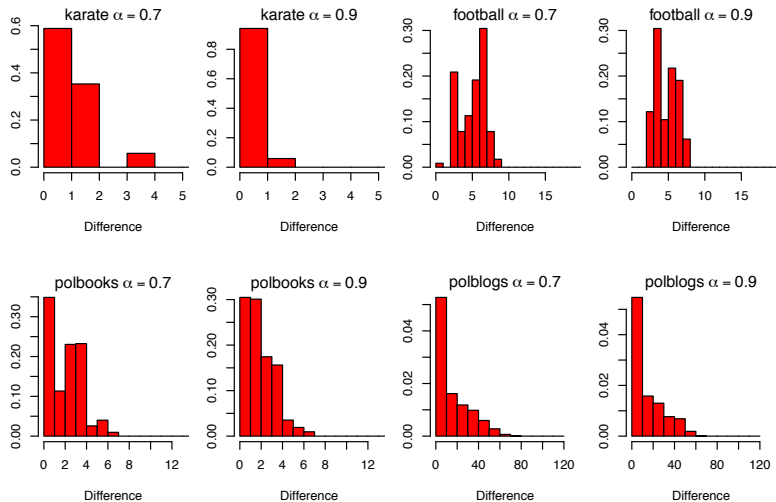 karate α = 0.7
karate α = 0.9
football α = 0.7
football α = 0.9
0.0 0.2 0.4 0.6
0.0 0.2 0.4 0.6 0.8
0.00 0.10 0.20 0.30
0.00 0.10 0.20 0.30
0 1 2 3 4 5
0 1 2 3 4 5
0 5 10 15
0 5 10 15
Difference
Difference
Difference
Difference
polbooks α = 0.7
polbooks α = 0.9
polblogs α = 0.7
polblogs α = 0.9
0.00 0.10 0.20 0.30
0.00 0.10 0.20 0.30
0.00 0.02 0.04
0.00 0.02 0.04
0 2 4 6 8 12
0 2 4 6 8 12
0 40 80 120
0 40 80 120
Difference
Difference
Difference
Difference